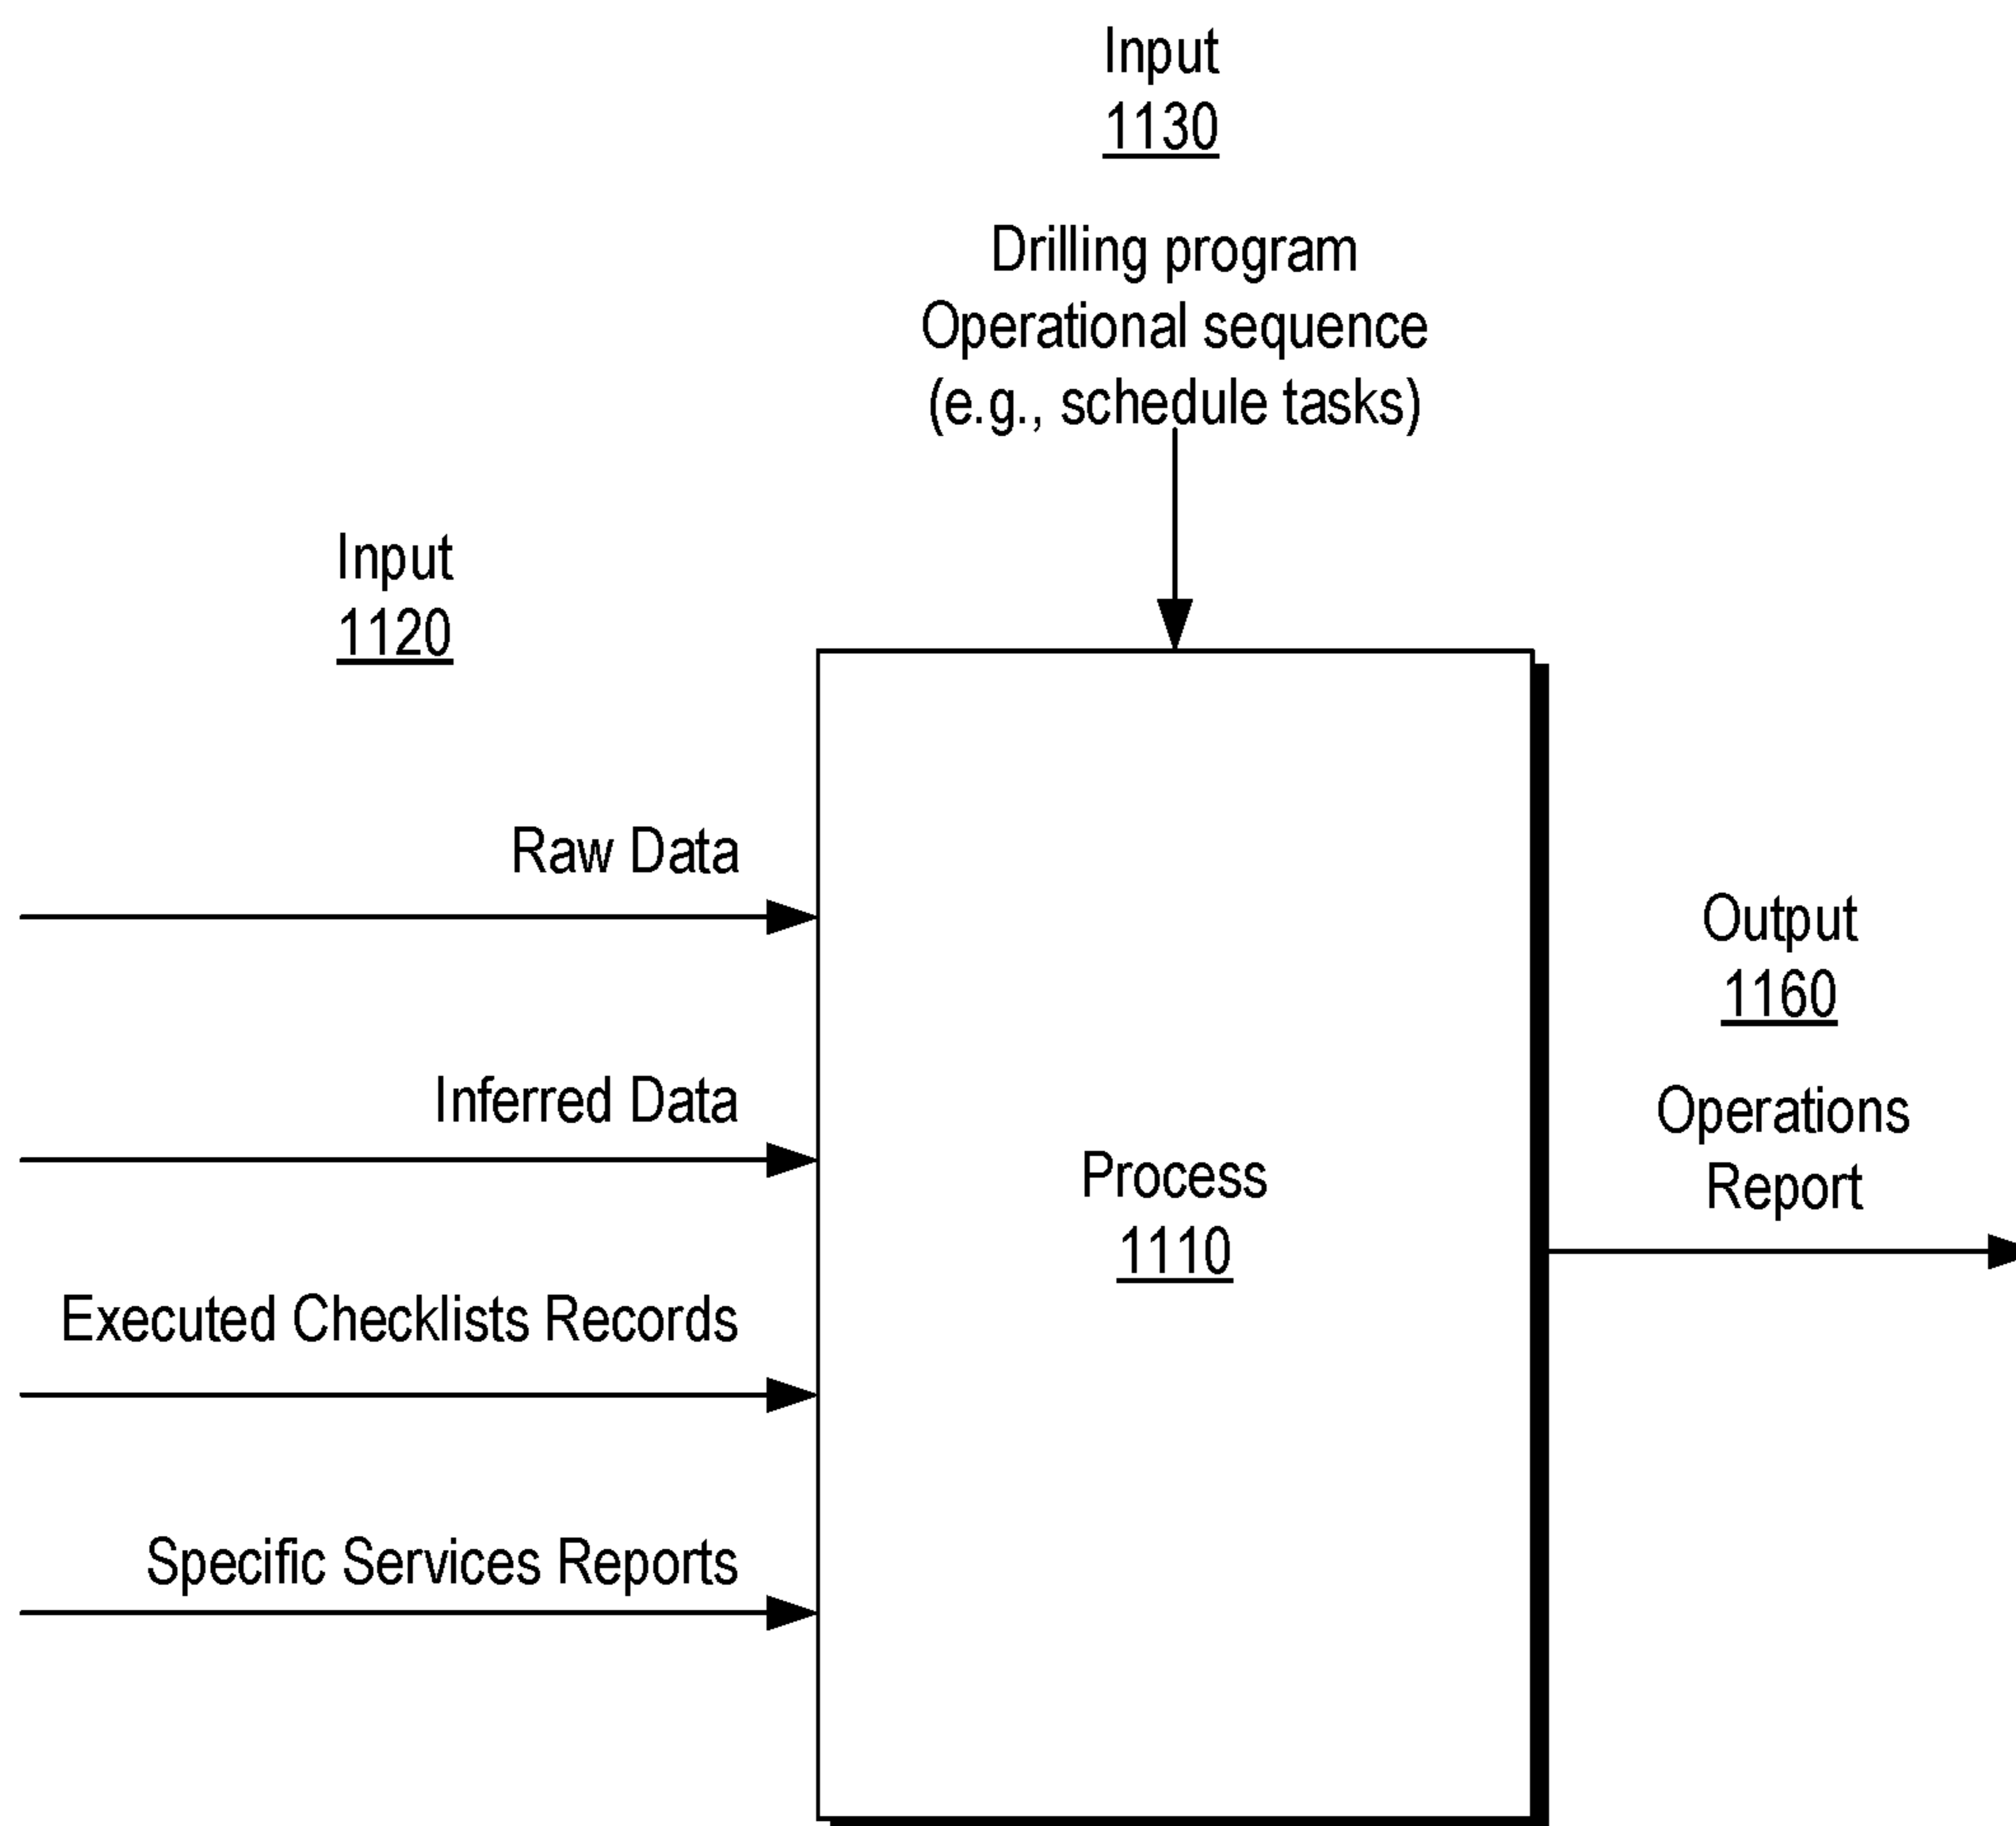 Input
1130
Drilling program
Operational sequence
(e.g., schedule tasks)
Input
1120
Raw Data
Inferred Data
Executed Checklists Records
Specific Services Reports
Process
1110
Output
1160
Operations
Report